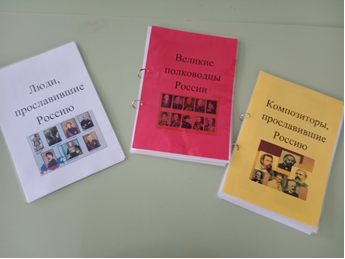 Люди,
прославившие
Россию
Великие
полководцы
России
Композиторы,
прославившие
Россию